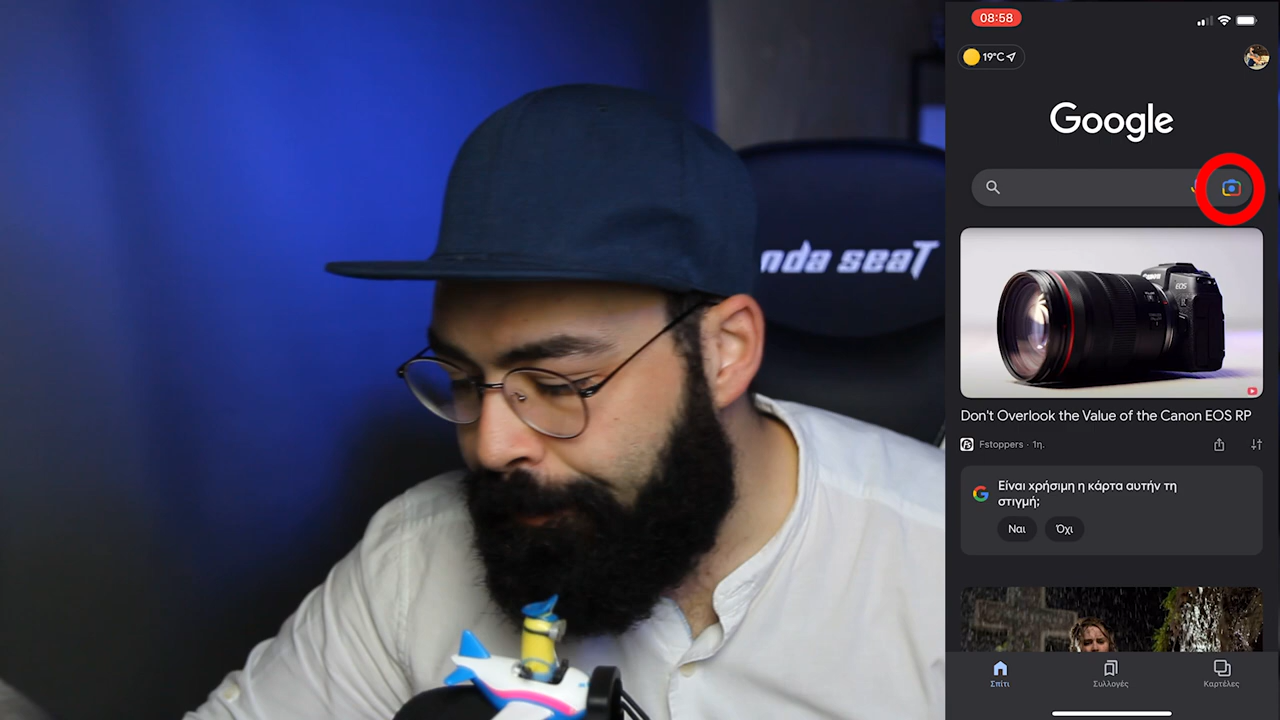 nda seaT
08:58
19°C
Google
EOS
Don't Overlook the Value of the Canon EOS RP
Fstoppers · 1η.
Είναι χρήσιμη η κάρτα αυτήν τη
στιγμή;
Ναι
Όχι
Σπίτι
Συλλογές
Καρτέλες